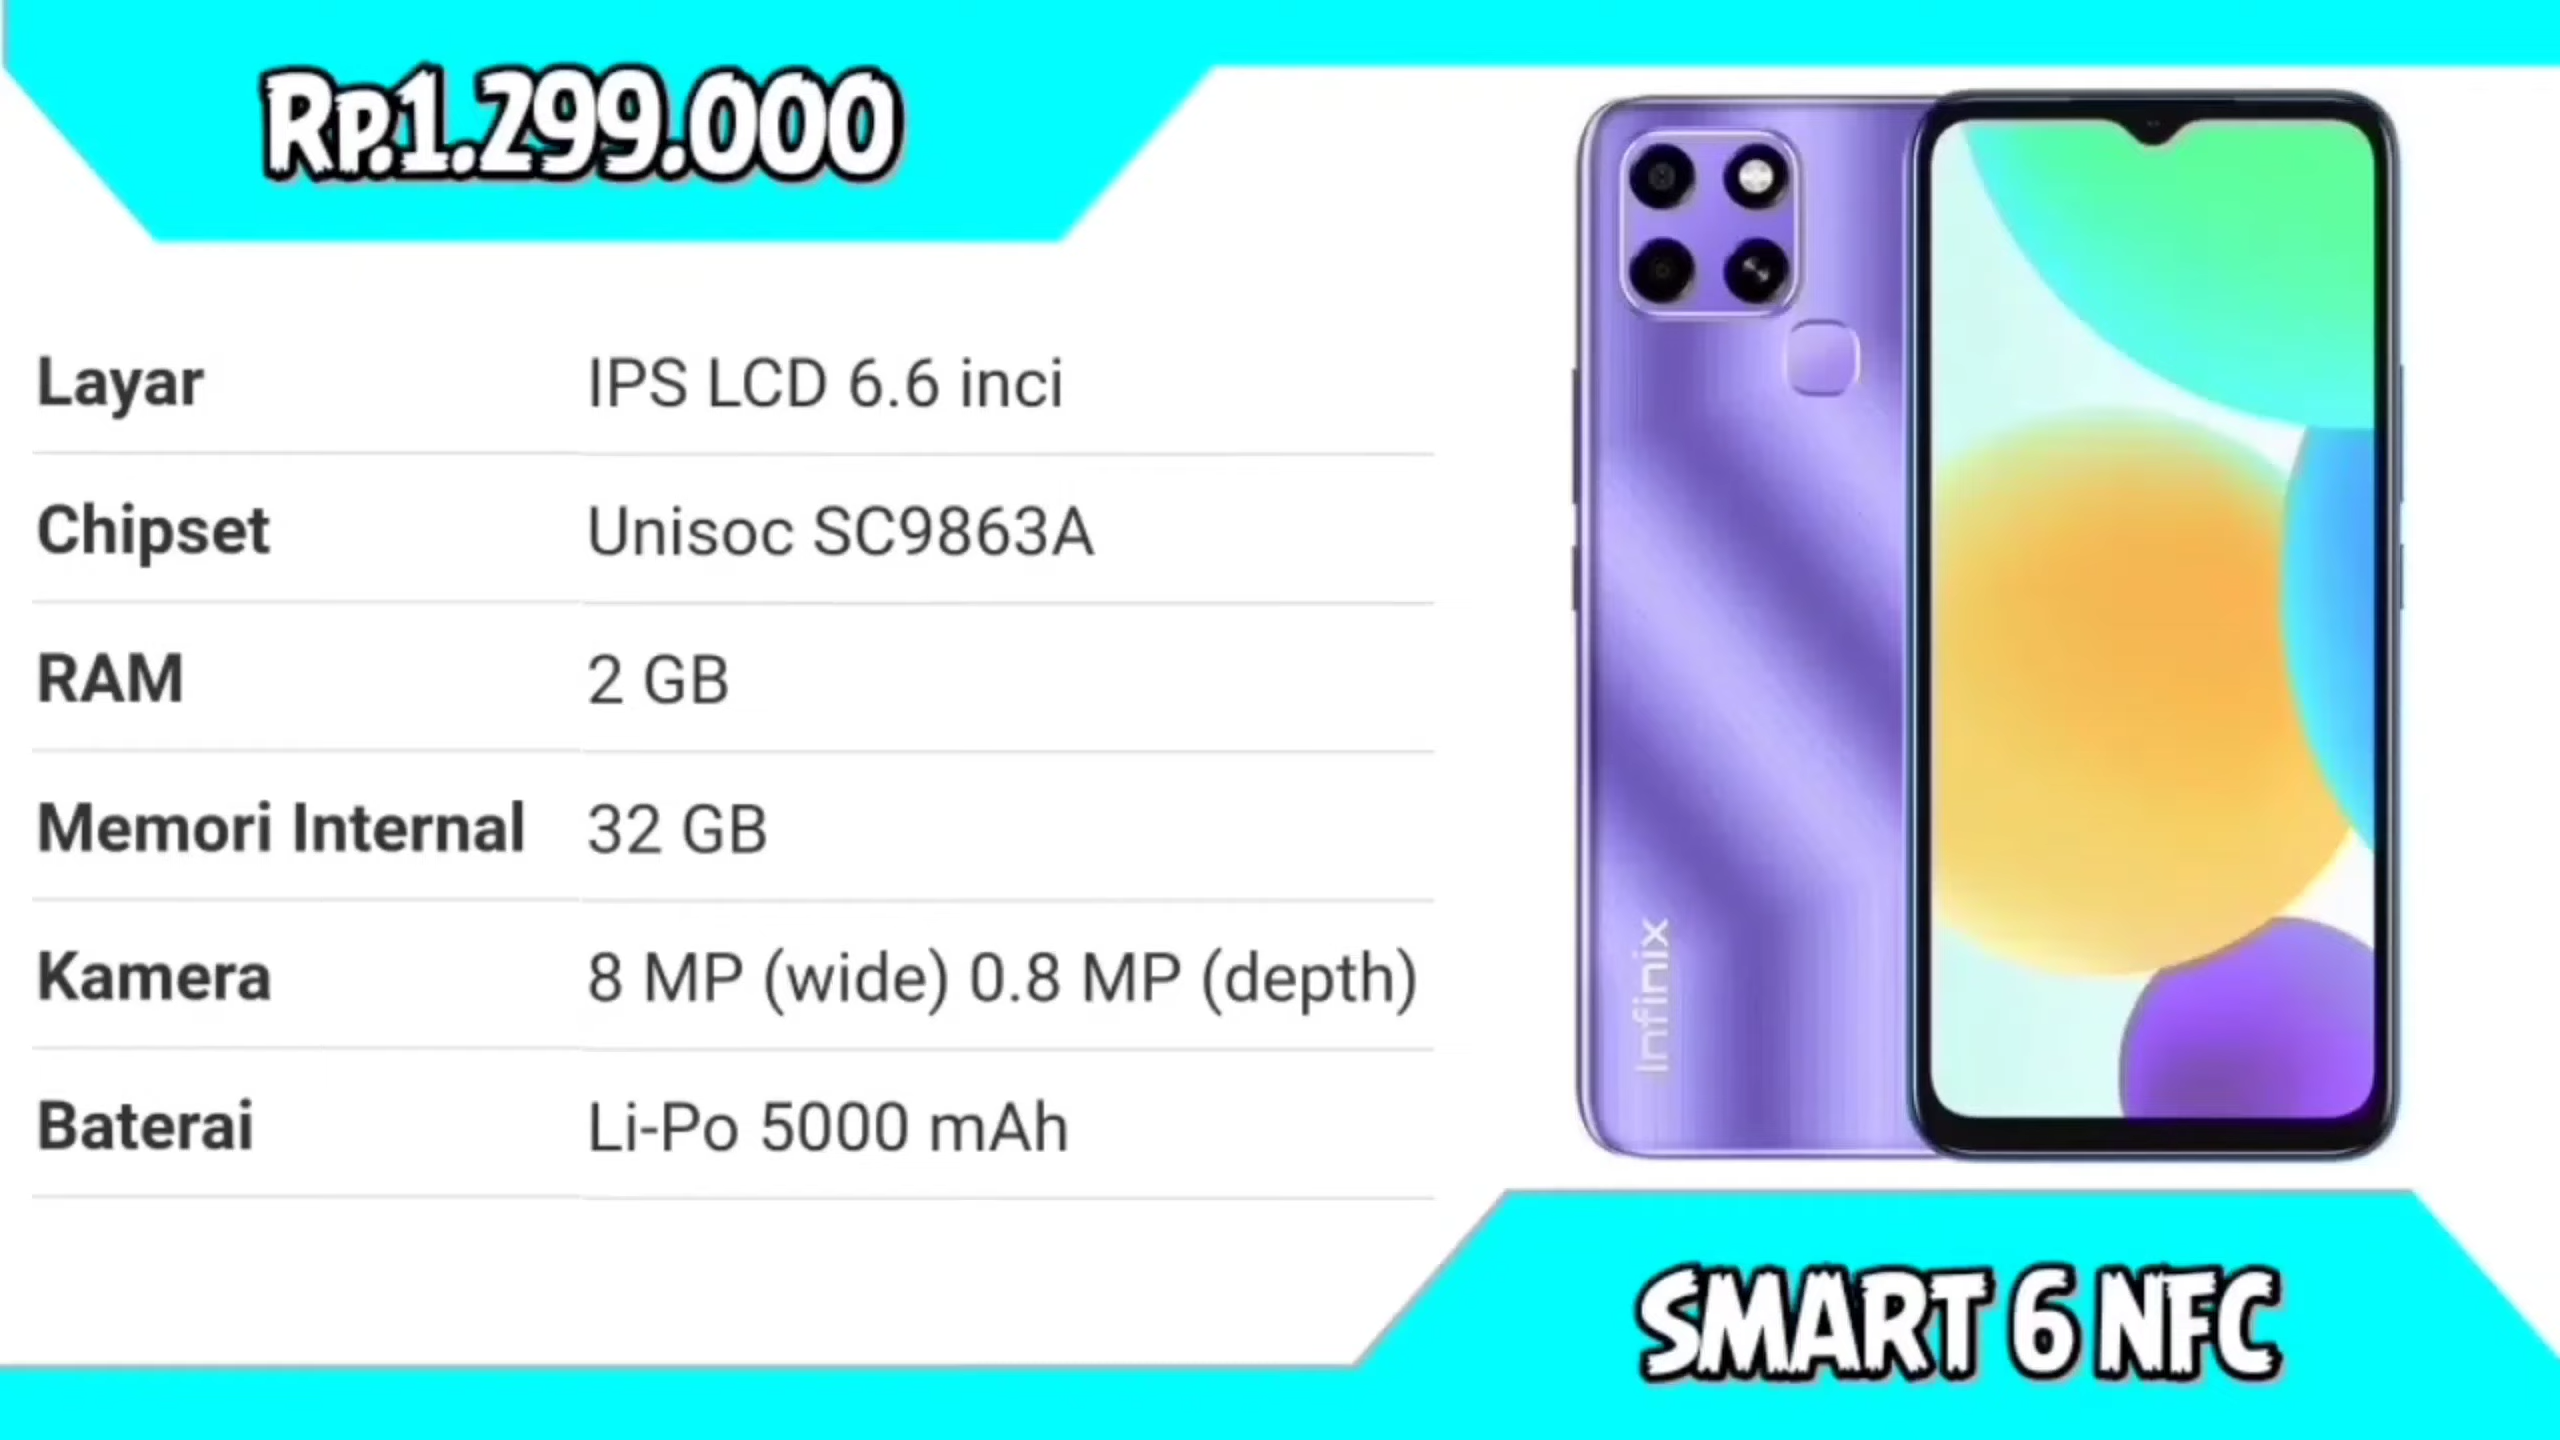 Rp.1.299.000
Layar IPS LCD 6.6 inci
Chipset Unisoc SC9863A
RAM 2 GB
Memori Internal 32 GB
Kamera 8 MP (wide) 0.8 MP (depth)
Baterai Li-Po 5000 mAh
Infinix
SMART 6 NFC